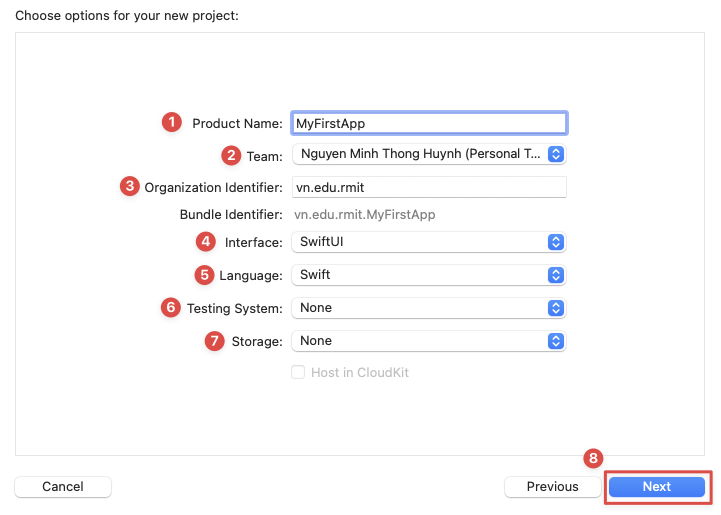 Choose options for your new project:
1 Product Name: MyFirstApp
2 Team: Nguyen Minh Thong Huynh (Personal T...
3 Organization Identifier: vn.edu.rmit
Bundle Identifier: vn.edu.rmit.MyFirstApp
4 Interface: SwiftUI
5 Language: Swift
6 Testing System: None
7 Storage: None
Host in CloudKit
8
Cancel Previous Next